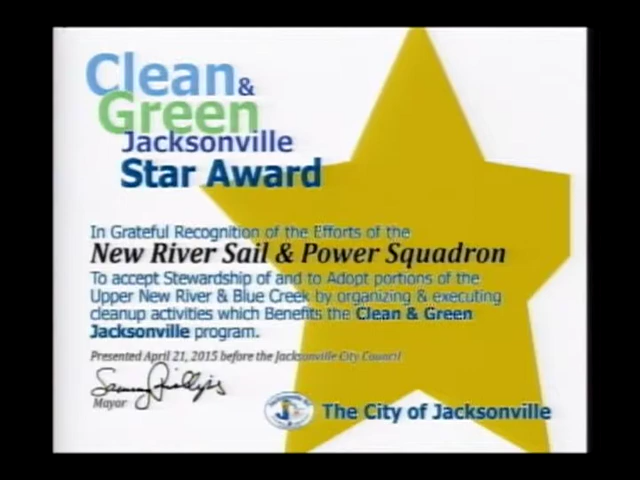 Clean &
Green
Jacksonville
Star Award
In Grateful Recognition of the Efforts of the
New River Sail & Power Squadron
To accept Stewardship of and to Adopt portions of the
Upper New River & Blue Creek by organizing & executing
cleanup activities which Benefits the Clean & Green
Jacksonville program.
Presented April 21, 2015 before the Jacksonville City Council
Sammy Phillips
Mayor
The City of Jacksonville